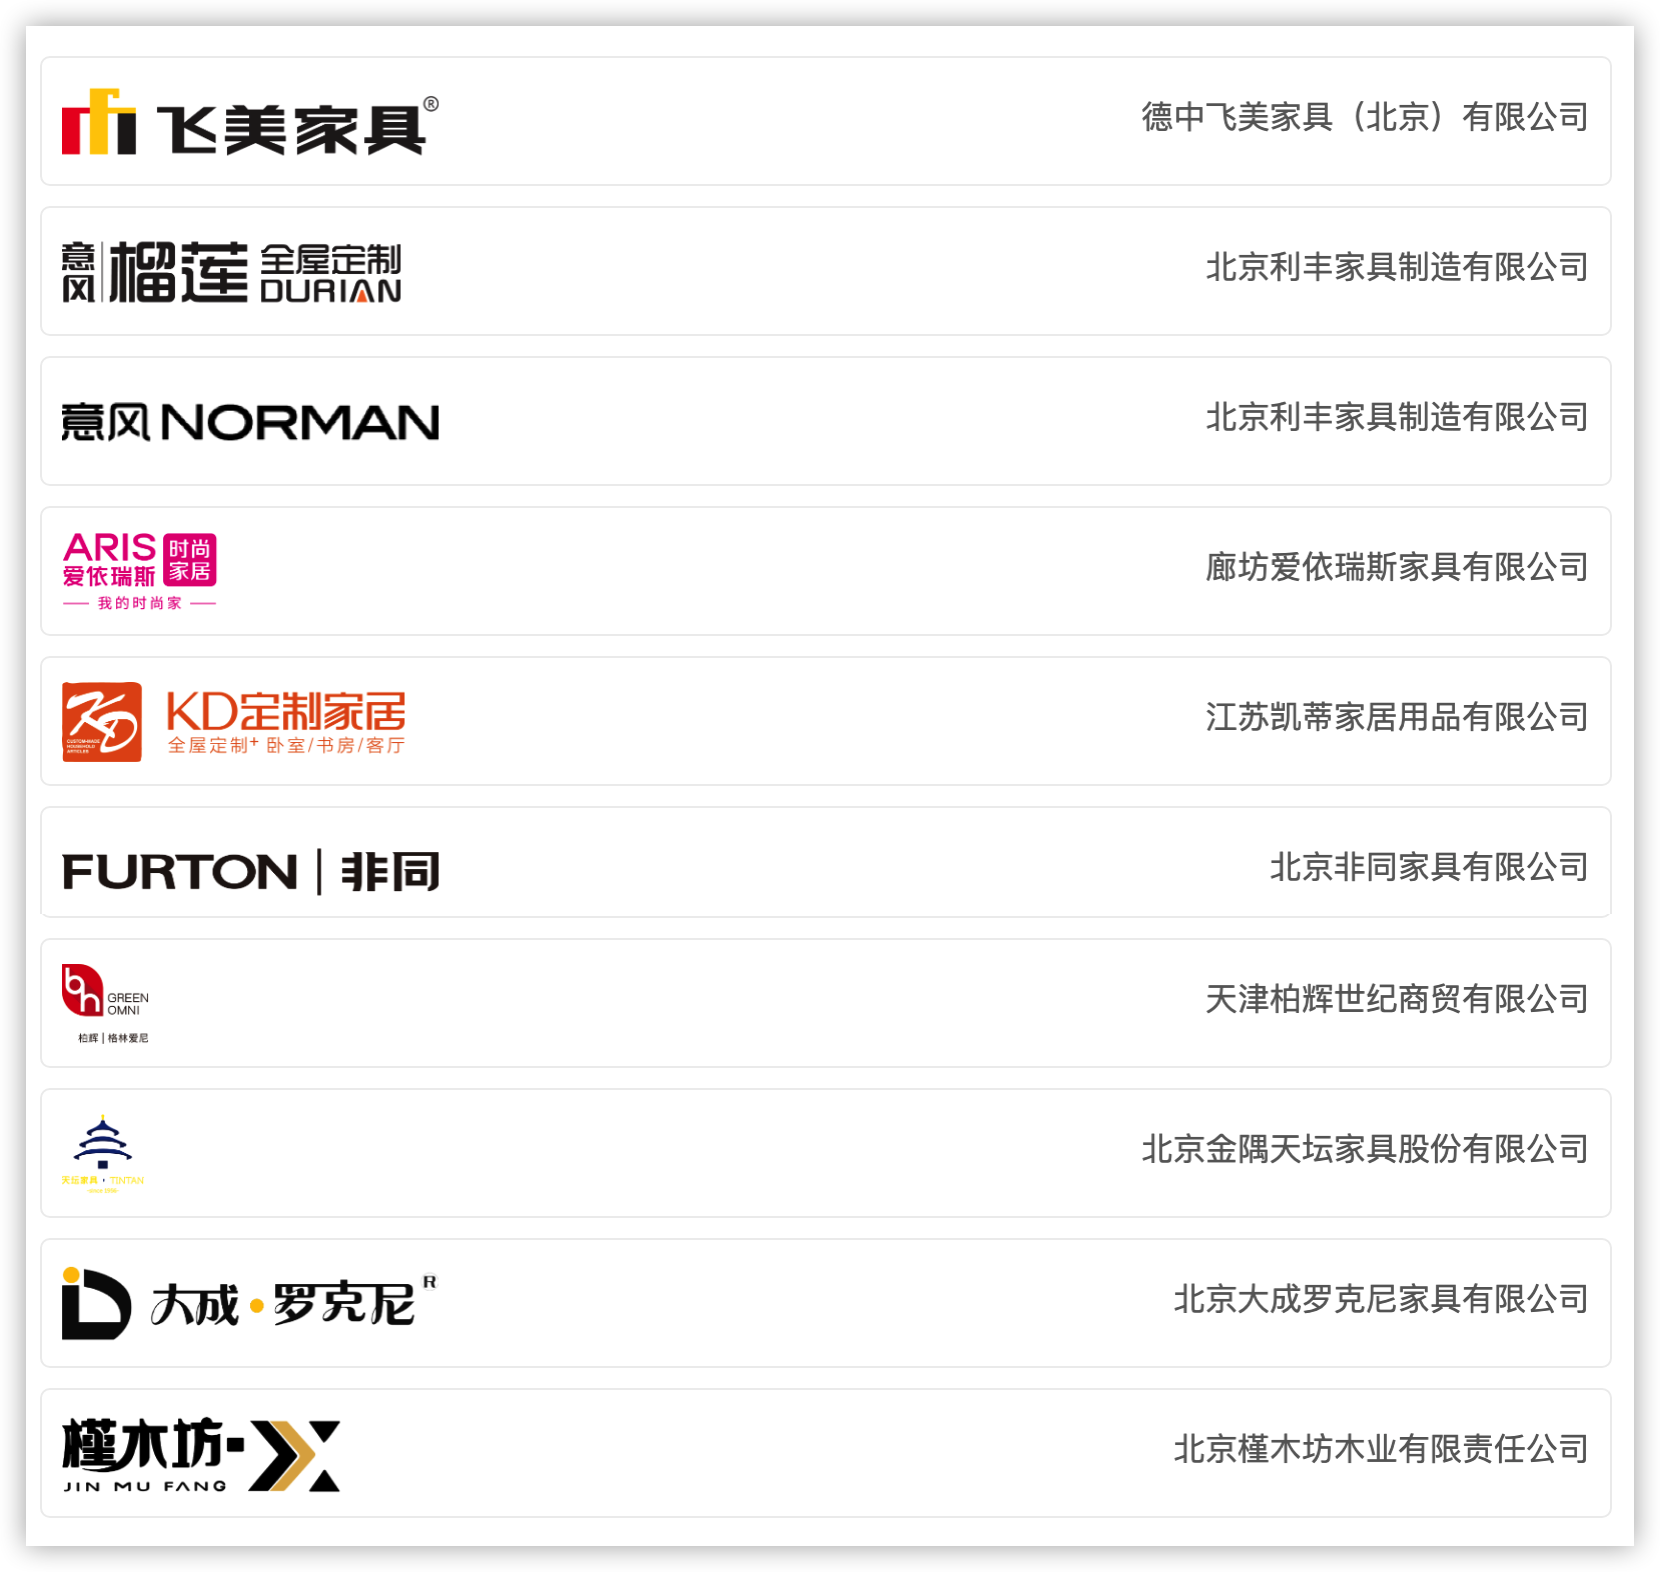 飞美家具®
德中飞美家具（北京）有限公司
意风 榴莲 全屋定制
DURIAN
北京利丰家具制造有限公司
意风 NORMAN
北京利丰家具制造有限公司
ARIS 时尚
爱依瑞斯 家居
我的时尚家
廊坊爱依瑞斯家具有限公司
KD
CUSTOM-MADE
HOUSEHOLD
ARTICLES
KD定制家居
全屋定制+ 卧室/书房/客厅
江苏凯蒂家居用品有限公司
FURTON | 非同
北京非同家具有限公司
bh GREEN
OMNI
柏辉 | 格林爱尼
天津柏辉世纪商贸有限公司
天坛家具·TINTAN
北京金隅天坛家具股份有限公司
大成·罗克尼 R
北京大成罗克尼家具有限公司
槿木坊-X
JIN MU FANG
北京槿木坊木业有限责任公司